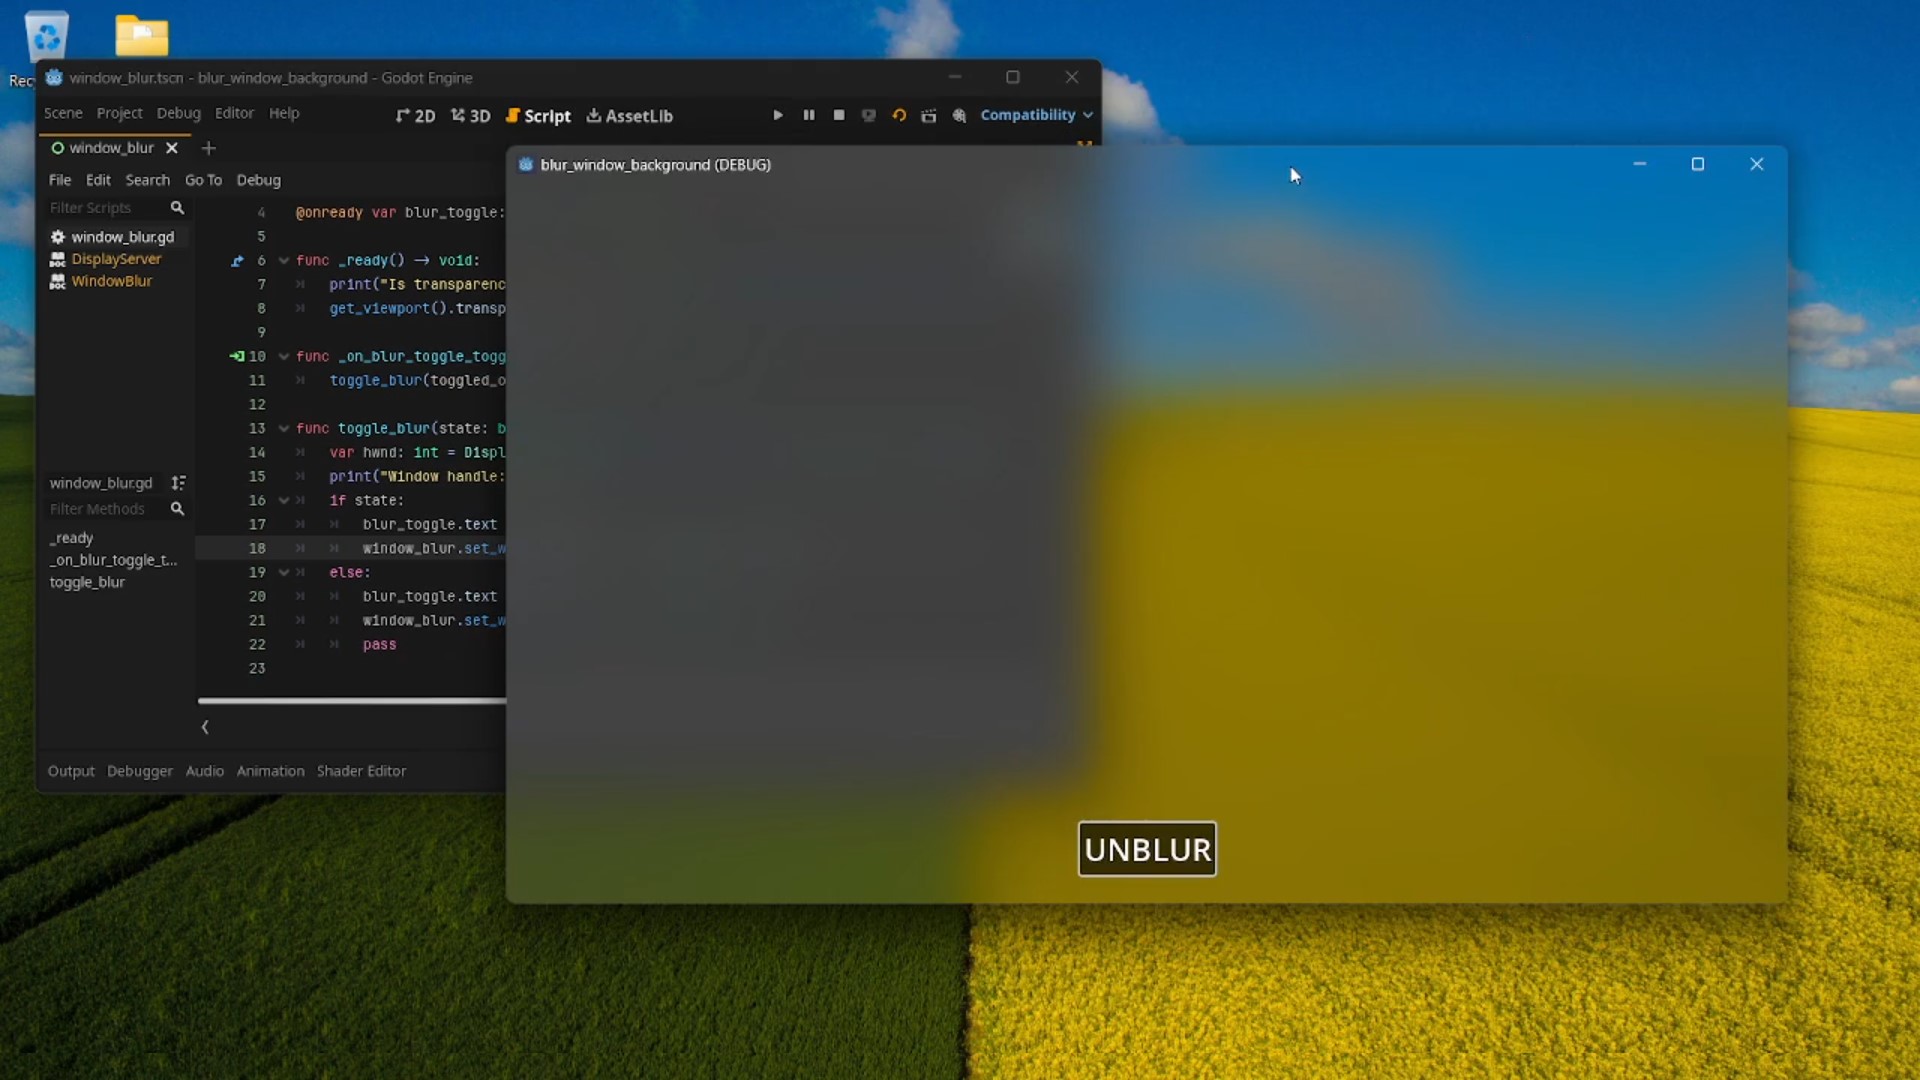 Rec
window_blur.tscn - blur_window_background - Godot Engine
Scene Project Debug Editor Help
2D 3D Script AssetLib
Compatibility
window_blur
File Edit Search Go To Debug
Filter Scripts
window_blur.gd
DisplayServer
WindowBlur
window_blur.gd
Filter Methods
_ready
_on_blur_toggle_t...
toggle_blur
4 @onready var blur_toggle:
5
6 func _ready() -> void:
7 print("Is transparenc
8 get_viewport().transp
9
10 func _on_blur_toggle_togg
11 toggle_blur(toggled_o
12
13 func toggle_blur(state: b
14 var hwnd: int = Displ
15 print("Window handle:
16 if state:
17 blur_toggle.text
18 window_blur.set_w
19 else:
20 blur_toggle.text
21 window_blur.set_w
22 pass
23
Output Debugger Audio Animation Shader Editor
blur_window_background (DEBUG)
UNBLUR